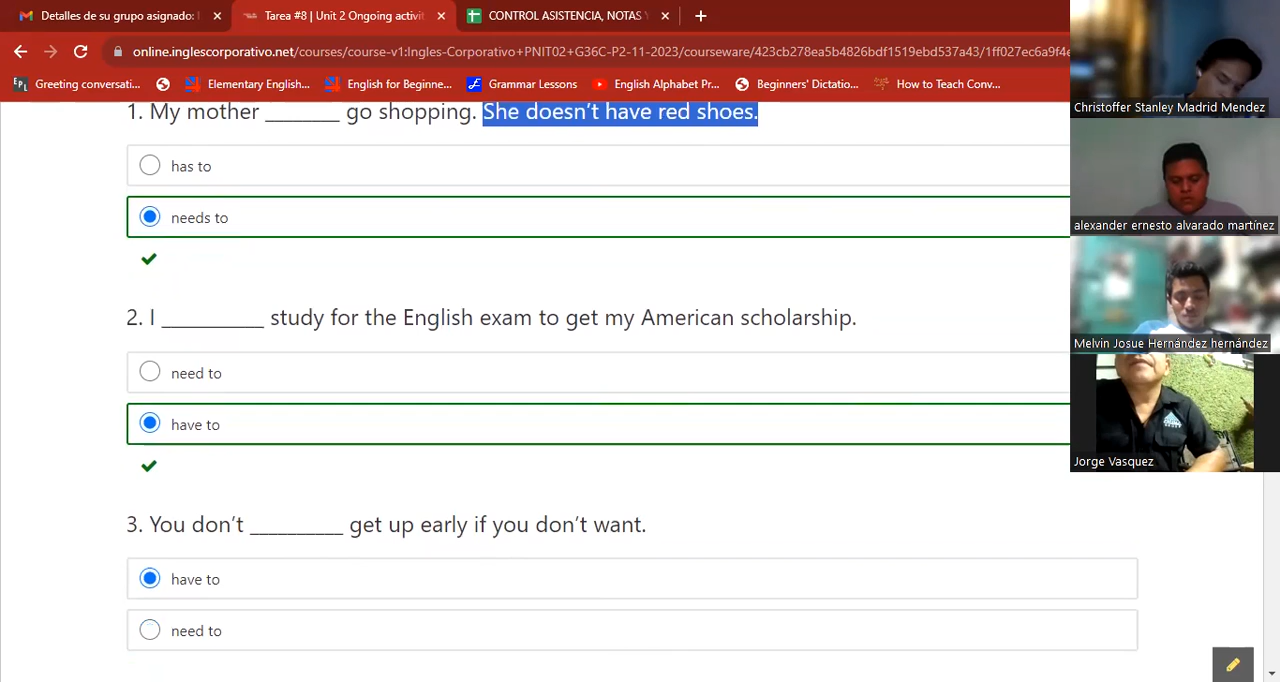 Detalles de su grupo asignado:
Tarea #8 | Unit 2 Ongoing activit
CONTROL ASISTENCIA, NOTAS
online.inglescorporativo.net/courses/course-v1:Ingles-Corporativo+PNIT02+G36C-P2-11-2023/courseware/423cb278ea5b4826bdf1519ebd537a43/1ff027ec6a9f4e
Greeting conversati...
Elementary English...
English for Beginne...
Grammar Lessons
English Alphabet Pr...
Beginners' Dictatio...
How to Teach Conv...
1. My mother ________ go shopping. She doesn't have red shoes.
has to
needs to
2. I ___________ study for the English exam to get my American scholarship.
need to
have to
3. You don't __________ get up early if you don't want.
have to
need to
Christoffer Stanley Madrid Mendez
alexander ernesto alvarado martínez
Melvin Josue Hernández hernández
Jorge Vasquez